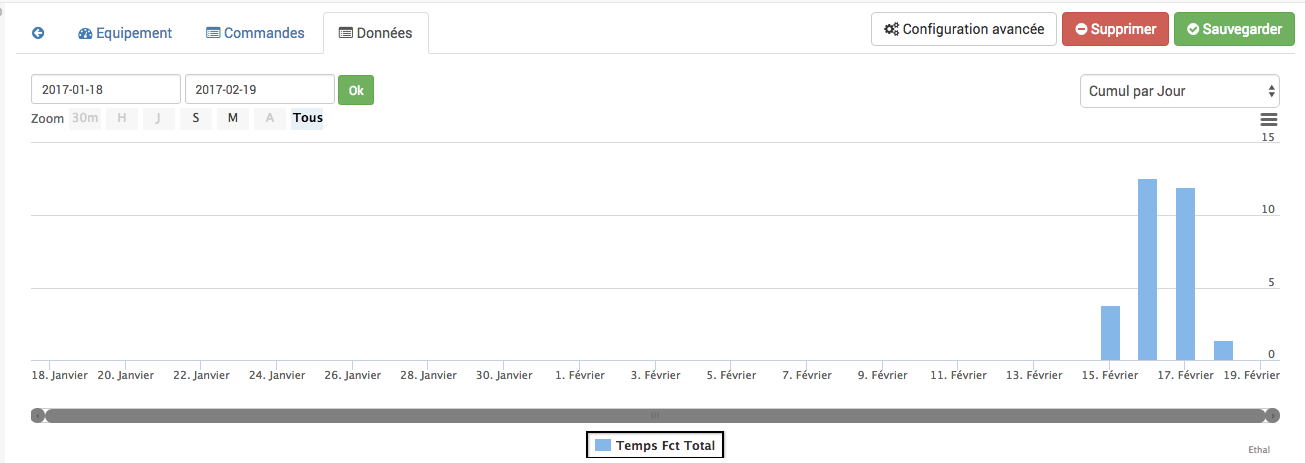 Equipement Commandes Données Configuration avancée Supprimer Sauvegarder
2017-01-18 2017-02-19 Ok Cumul par Jour
Zoom 30m H J S M A Tous
15
10
5
0
18. Janvier 20. Janvier 22. Janvier 24. Janvier 26. Janvier 28. Janvier 30. Janvier 1. Février 3. Février 5. Février 7. Février 9. Février 11. Février 13. Février 15. Février 17. Février 19. Février
Temps Fct Total
Ethal